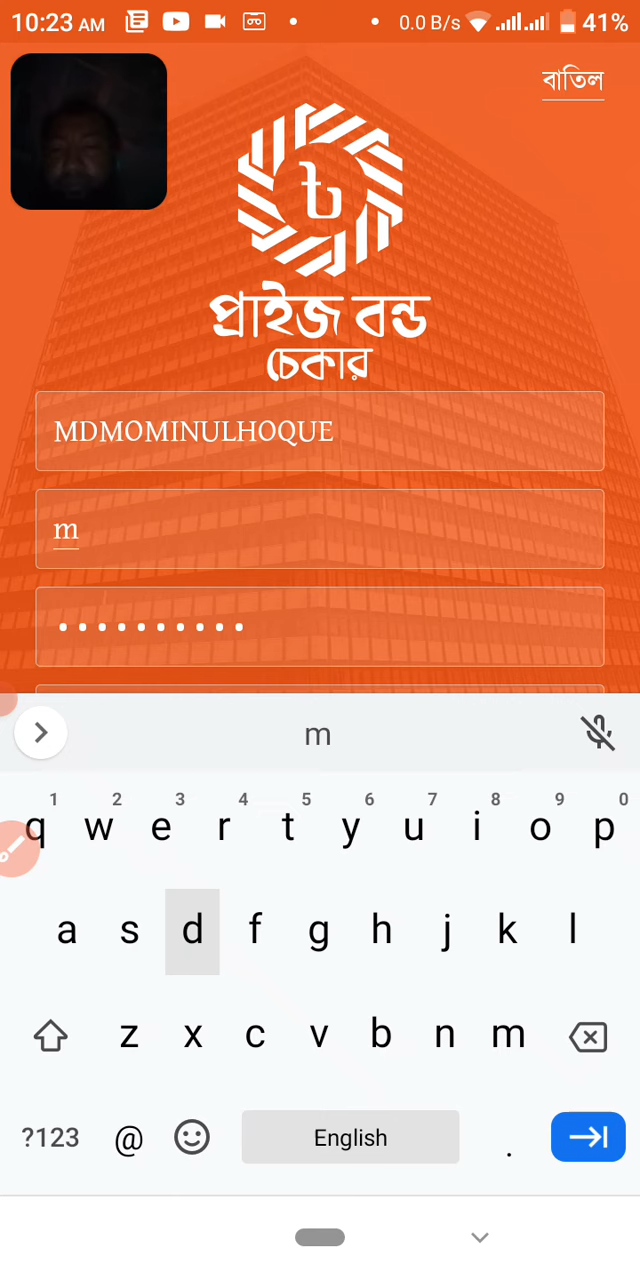 10:23 AM 0.0 B/s 41%
বাতিল
৳
প্রাইজ বন্ড
চেকার
MDMOMINULHOQUE
m
••••••••••
m
1 2 3 4 5 6 7 8 9 0
q w e r t y u i o p
a s d f g h j k l
z x c v b n m
?123 @ English .